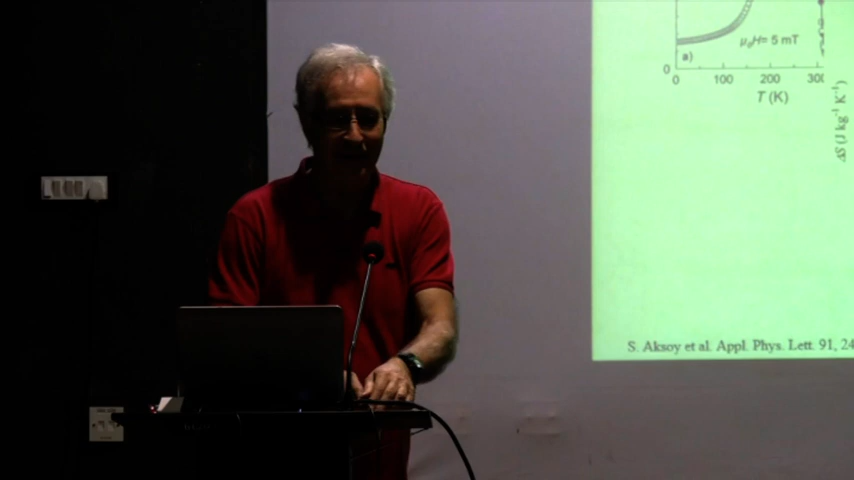 μ₀H= 5 mT
a)
0
0 100 200 300
T (K)
ΔS (J kg⁻¹ K⁻¹)
S. Aksoy et al. Appl. Phys. Lett. 91, 24